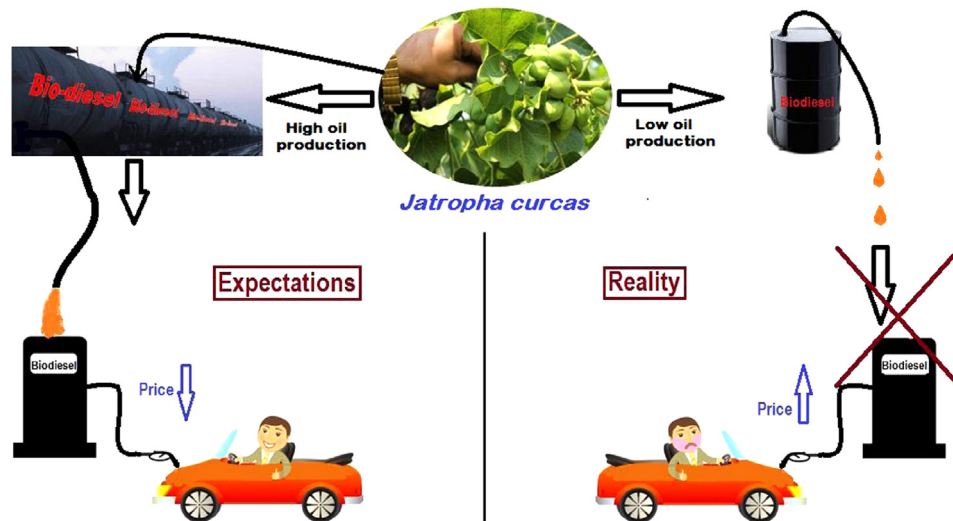 Bio-diesel Bio-diesel Bio-diesel Bio-diesel
High oil
production
Low oil
production
Biodiesel
Jatropha curcas
Expectations
Reality
Biodiesel
Price
Price
Biodiesel